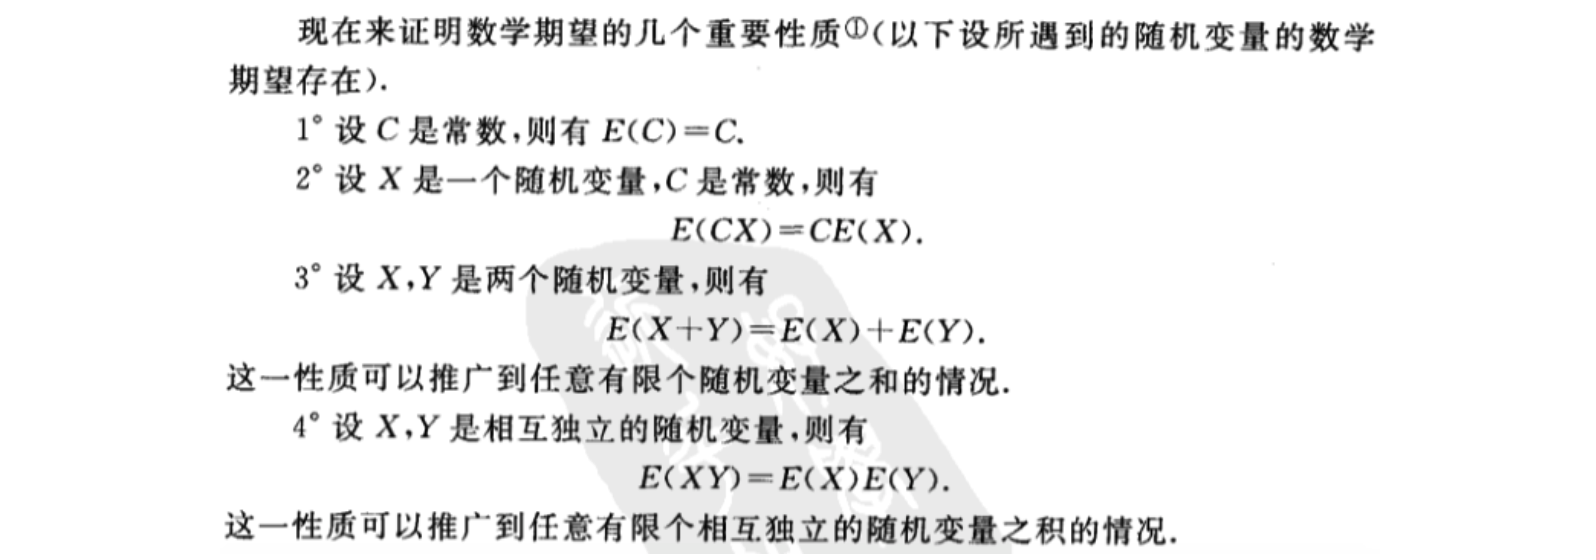 现在来证明数学期望的几个重要性质①(以下设所遇到的随机变量的数学
期望存在).
1° 设 C 是常数,则有 E(C)=C.
2° 设 X 是一个随机变量,C 是常数,则有
E(CX)=CE(X).
3° 设 X,Y 是两个随机变量,则有
E(X+Y)=E(X)+E(Y).
这一性质可以推广到任意有限个随机变量之和的情况.
4° 设 X,Y 是相互独立的随机变量,则有
E(XY)=E(X)E(Y).
这一性质可以推广到任意有限个相互独立的随机变量之积的情况.